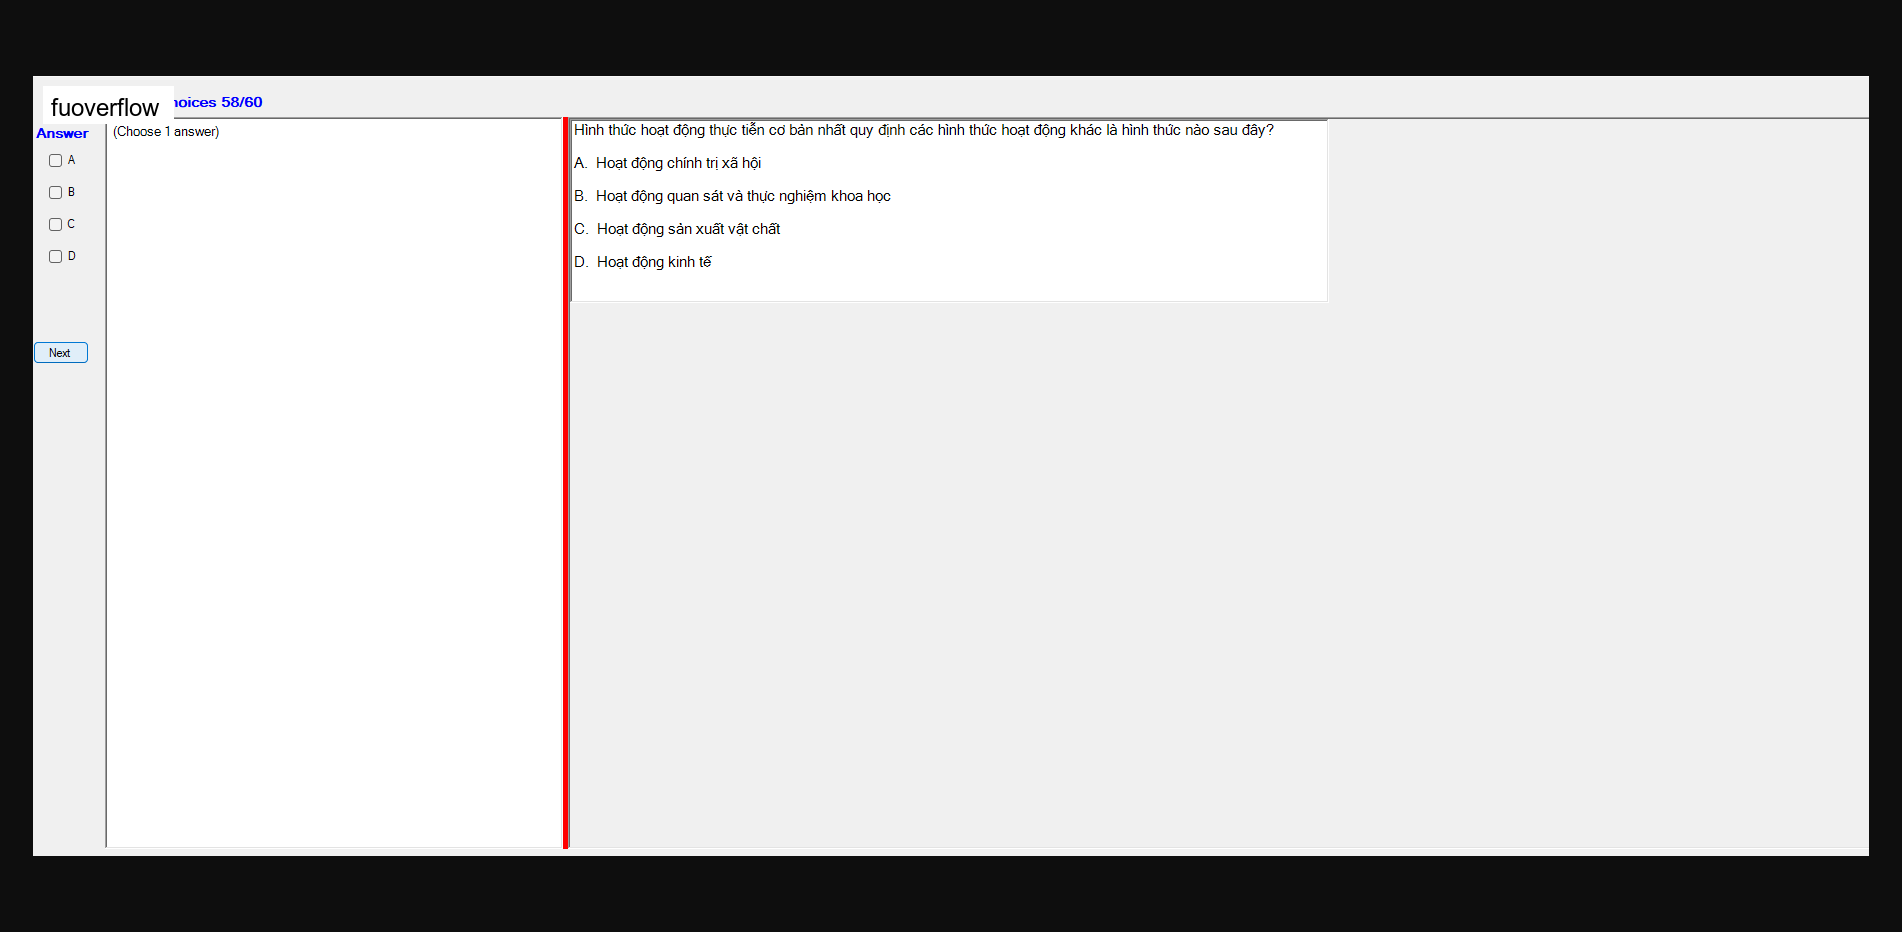 fuoverflow
hoices 58/60
Answer
(Choose 1 answer)
A
B
C
D
Next
Hình thức hoạt động thực tiễn cơ bản nhất quy định các hình thức hoạt động khác là hình thức nào sau đây?
A. Hoạt động chính trị xã hội
B. Hoạt động quan sát và thực nghiệm khoa học
C. Hoạt động sản xuất vật chất
D. Hoạt động kinh tế